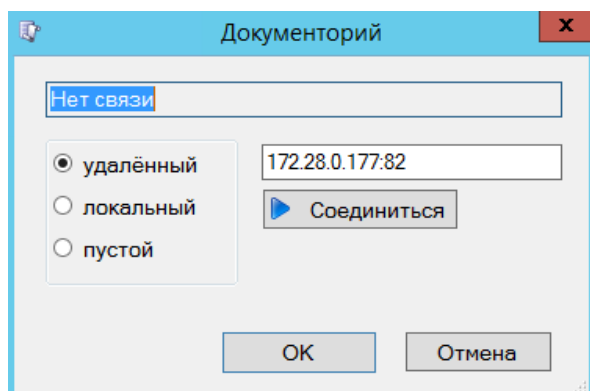 Документорий
Нет связи
удалённый
172.28.0.177:82
локальный
Соединиться
пустой
OK
Отмена